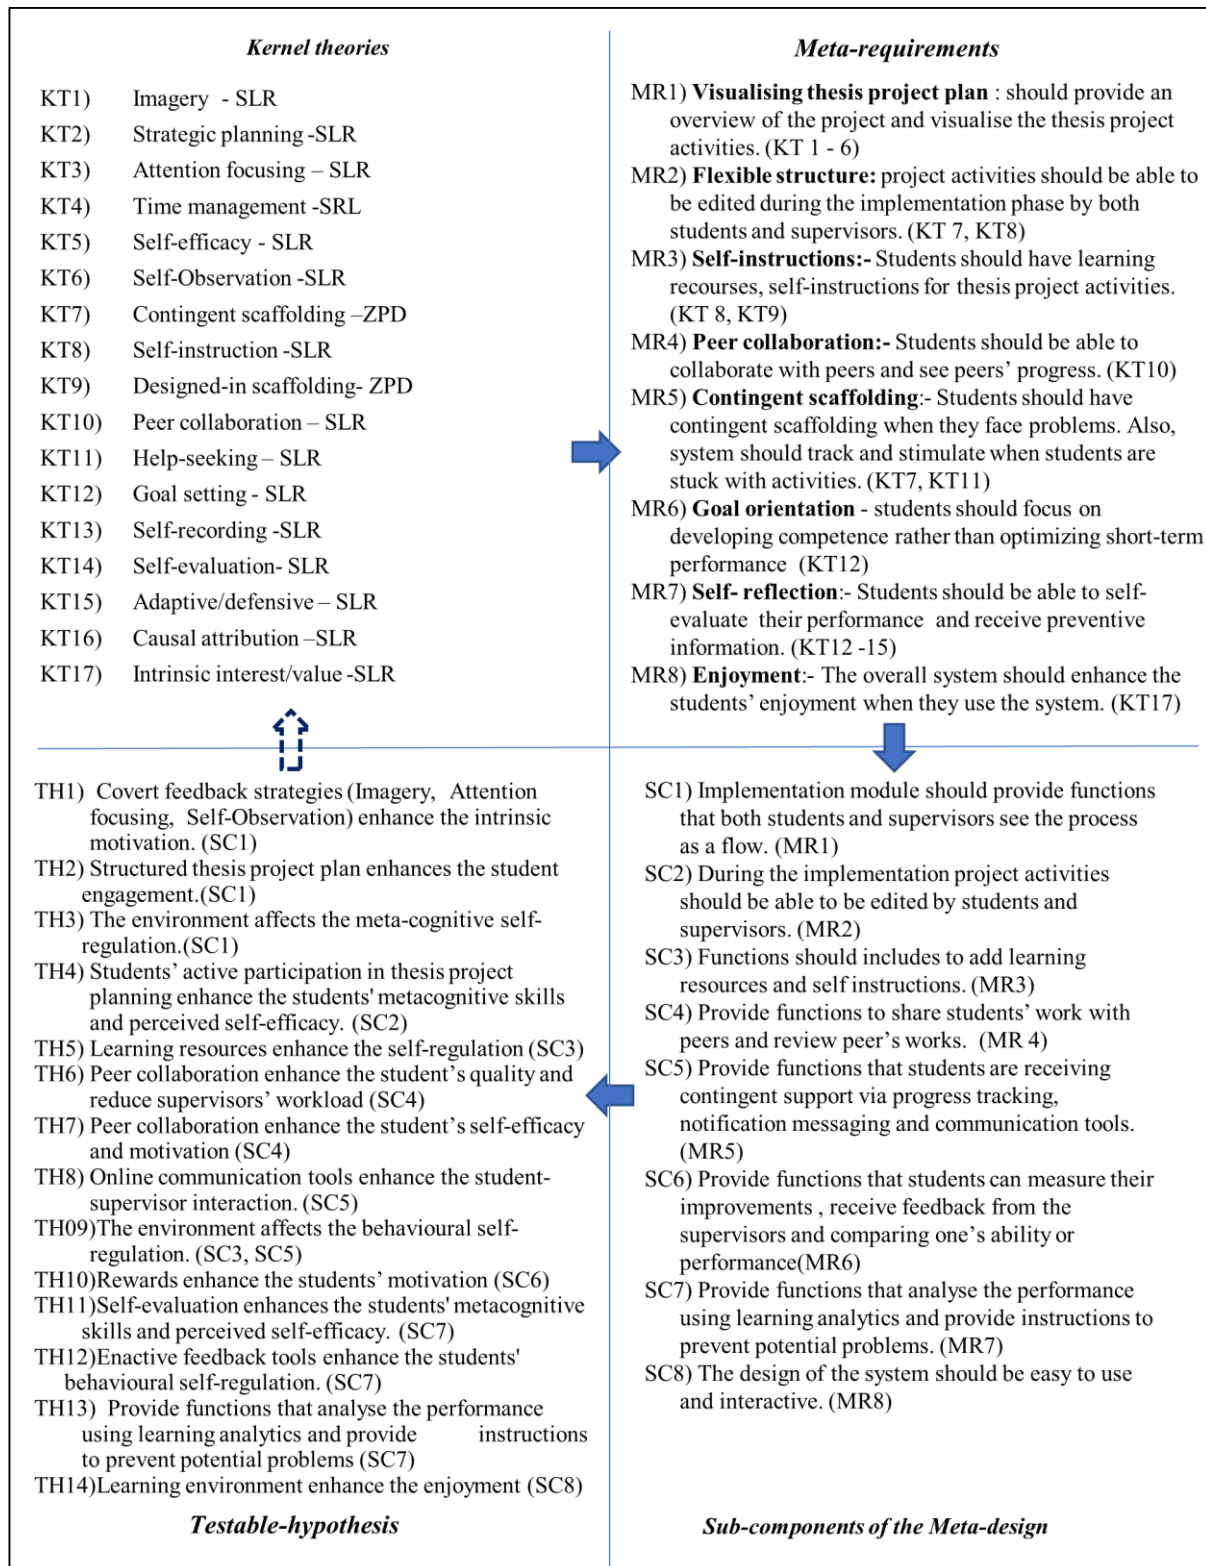 Kernel theories
KT1) Imagery - SLR
KT2) Strategic planning -SLR
KT3) Attention focusing – SLR
KT4) Time management -SRL
KT5) Self-efficacy - SLR
KT6) Self-Observation -SLR
KT7) Contingent scaffolding –ZPD
KT8) Self-instruction -SLR
KT9) Designed-in scaffolding- ZPD
KT10) Peer collaboration – SLR
KT11) Help-seeking – SLR
KT12) Goal setting - SLR
KT13) Self-recording -SLR
KT14) Self-evaluation- SLR
KT15) Adaptive/defensive – SLR
KT16) Causal attribution –SLR
KT17) Intrinsic interest/value -SLR
Meta-requirements
MR1) Visualising thesis project plan : should provide an
overview of the project and visualise the thesis project
activities. (KT 1 - 6)
MR2) Flexible structure: project activities should be able to
be edited during the implementation phase by both
students and supervisors. (KT 7, KT8)
MR3) Self-instructions:- Students should have learning
recourses, self-instructions for thesis project activities.
(KT 8, KT9)
MR4) Peer collaboration:- Students should be able to
collaborate with peers and see peers’ progress. (KT10)
MR5) Contingent scaffolding:- Students should have
contingent scaffolding when they face problems. Also,
system should track and stimulate when students are
stuck with activities. (KT7, KT11)
MR6) Goal orientation - students should focus on
developing competence rather than optimizing short-term
performance (KT12)
MR7) Self- reflection:- Students should be able to self-
evaluate their performance and receive preventive
information. (KT12 -15)
MR8) Enjoyment:- The overall system should enhance the
students’ enjoyment when they use the system. (KT17)
TH1) Covert feedback strategies (Imagery, Attention
focusing, Self-Observation) enhance the intrinsic
motivation. (SC1)
TH2) Structured thesis project plan enhances the student
engagement.(SC1)
TH3) The environment affects the meta-cognitive self-
regulation.(SC1)
TH4) Students’ active participation in thesis project
planning enhance the students' metacognitive skills
and perceived self-efficacy. (SC2)
TH5) Learning resources enhance the self-regulation (SC3)
TH6) Peer collaboration enhance the student’s quality and
reduce supervisors’ workload (SC4)
TH7) Peer collaboration enhance the student’s self-efficacy
and motivation (SC4)
TH8) Online communication tools enhance the student-
supervisor interaction. (SC5)
TH09)The environment affects the behavioural self-
regulation. (SC3, SC5)
TH10)Rewards enhance the students’ motivation (SC6)
TH11)Self-evaluation enhances the students' metacognitive
skills and perceived self-efficacy. (SC7)
TH12)Enactive feedback tools enhance the students'
behavioural self-regulation. (SC7)
TH13) Provide functions that analyse the performance
using learning analytics and provide instructions
to prevent potential problems (SC7)
TH14)Learning environment enhance the enjoyment (SC8)
Testable-hypothesis
SC1) Implementation module should provide functions
that both students and supervisors see the process
as a flow. (MR1)
SC2) During the implementation project activities
should be able to be edited by students and
supervisors. (MR2)
SC3) Functions should includes to add learning
resources and self instructions. (MR3)
SC4) Provide functions to share students’ work with
peers and review peer’s works. (MR 4)
SC5) Provide functions that students are receiving
contingent support via progress tracking,
notification messaging and communication tools.
(MR5)
SC6) Provide functions that students can measure their
improvements , receive feedback from the
supervisors and comparing one’s ability or
performance(MR6)
SC7) Provide functions that analyse the performance
using learning analytics and provide instructions to
prevent potential problems. (MR7)
SC8) The design of the system should be easy to use
and interactive. (MR8)
Sub-components of the Meta-design